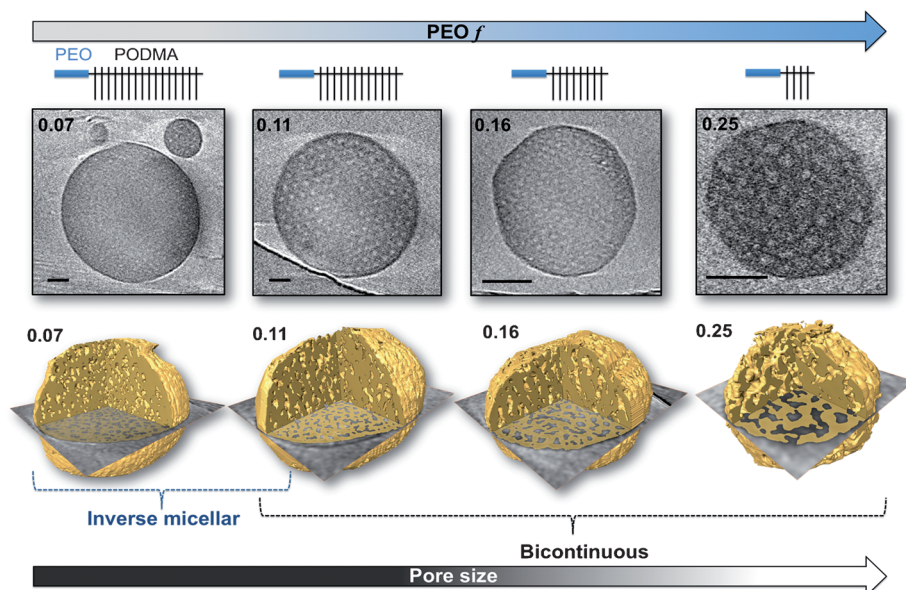 PEO f
PEO PODMA
0.07
0.11
0.16
0.25
0.07
0.11
0.16
0.25
Inverse micellar
Bicontinuous
Pore size